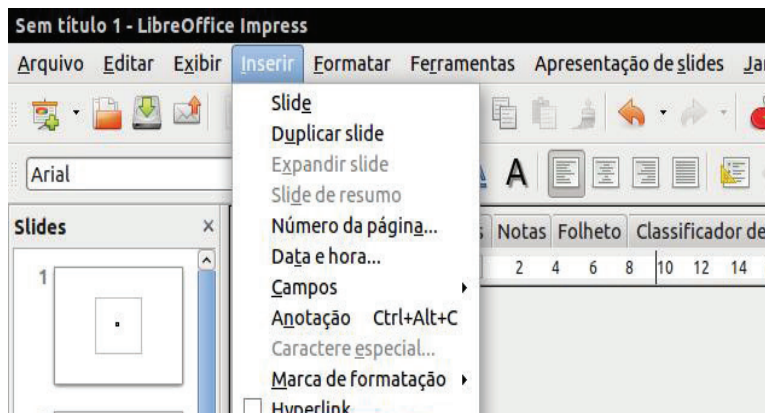 Sem título 1 - LibreOffice Impress
Arquivo Editar Exibir Inserir Formatar Ferramentas Apresentação de slides Jan
Slide
Duplicar slide
Arial
A
Expandir slide
Slide de resumo
Slides
Número da página...
Notas Folheto Classificador de
Data e hora...
2 4 6 8 10 12 14
1
Campos
Anotação Ctrl+Alt+C
Caractere especial...
Marca de formatação
Hyperlink